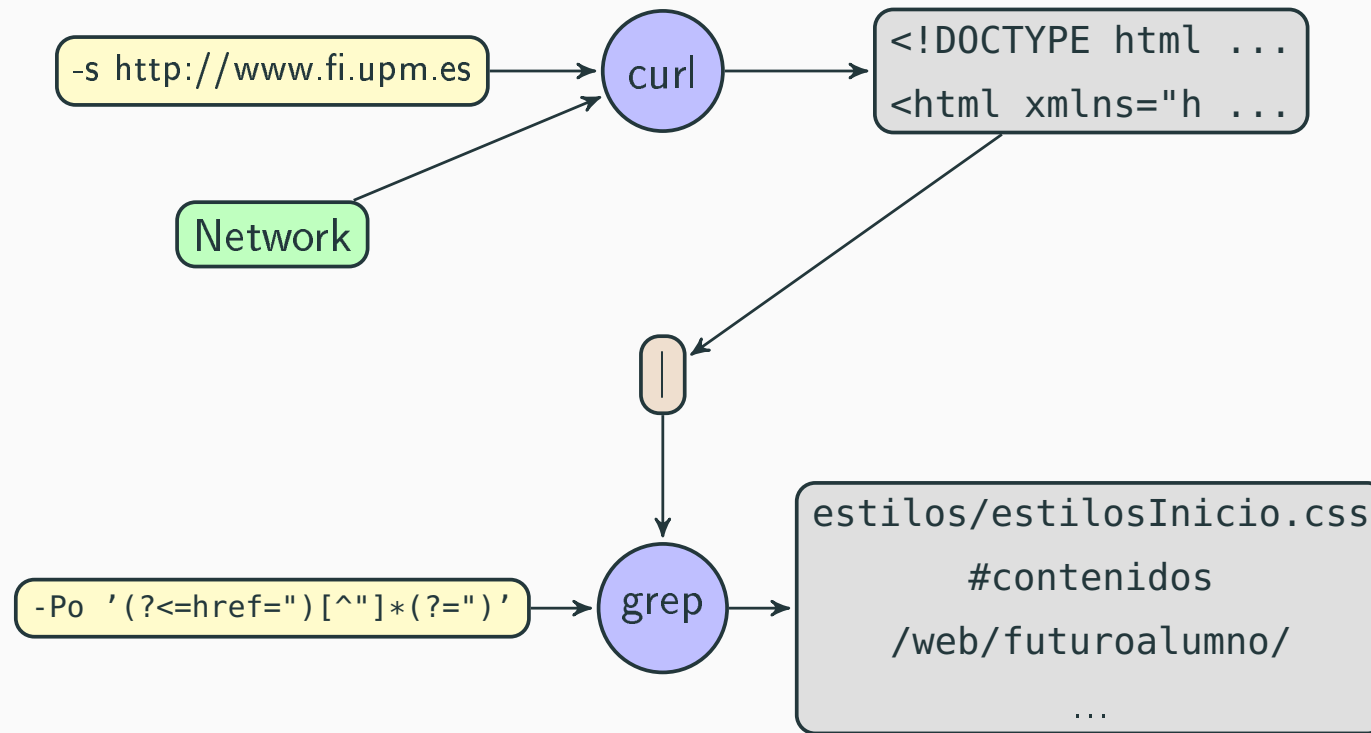 -s http://www.fi.upm.es
curl
<!DOCTYPE html ...
<html xmlns="h ...
Network
|
-Po ’(?<=href=")[^"]*(?=")’
grep
estilos/estilosInicio.css
#contenidos
/web/futuroalumno/
...